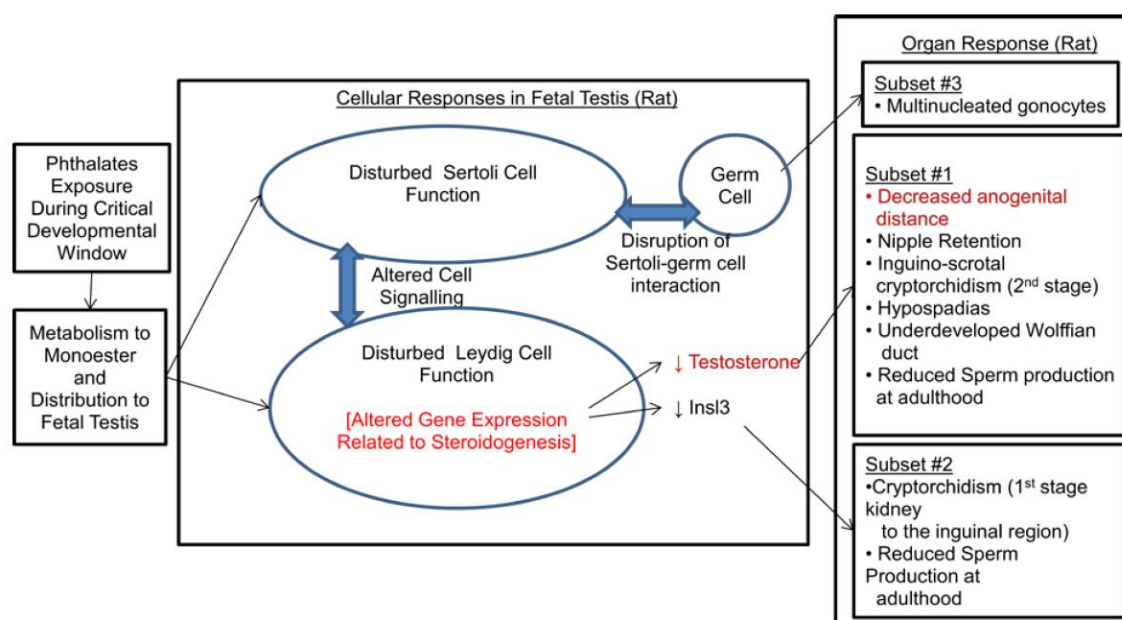 Phthalates
Exposure
During Critical
Developmental
Window
Metabolism to
Monoester
and
Distribution to
Fetal Testis
Cellular Responses in Fetal Testis (Rat)
Disturbed Sertoli Cell
Function
Germ
Cell
Disruption of
Sertoli-germ cell
interaction
Altered Cell
Signalling
Disturbed Leydig Cell
Function
[Altered Gene Expression
Related to Steroidogenesis]
↓ Testosterone
↓ Insl3
Organ Response (Rat)
Subset #3
• Multinucleated gonocytes
Subset #1
• Decreased anogenital
distance
• Nipple Retention
• Inguino-scrotal
cryptorchidism (2nd stage)
• Hypospadias
• Underdeveloped Wolffian
duct
• Reduced Sperm production
at adulthood
Subset #2
•Cryptorchidism (1st stage
kidney
to the inguinal region)
• Reduced Sperm
Production at
adulthood